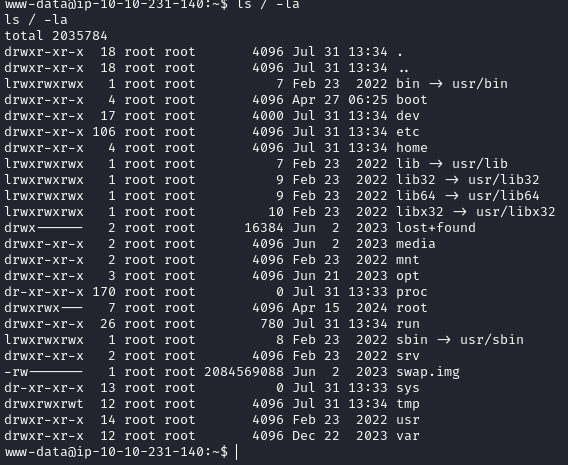 www-data@ip-10-10-231-140:~$ ls / -la
ls / -la
total 2035784
drwxr-xr-x  18 root root       4096 Jul 31 13:34 .
drwxr-xr-x  18 root root       4096 Jul 31 13:34 ..
lrwxrwxrwx   1 root root          7 Feb 23  2022 bin -> usr/bin
drwxr-xr-x   4 root root       4096 Apr 27 06:25 boot
drwxr-xr-x  17 root root       4000 Jul 31 13:34 dev
drwxr-xr-x 106 root root       4096 Jul 31 13:34 etc
drwxr-xr-x   4 root root       4096 Jul 31 13:34 home
lrwxrwxrwx   1 root root          7 Feb 23  2022 lib -> usr/lib
lrwxrwxrwx   1 root root          9 Feb 23  2022 lib32 -> usr/lib32
lrwxrwxrwx   1 root root          9 Feb 23  2022 lib64 -> usr/lib64
lrwxrwxrwx   1 root root         10 Feb 23  2022 libx32 -> usr/libx32
drwx------   2 root root      16384 Jun  2  2023 lost+found
drwxr-xr-x   2 root root       4096 Jun  2  2023 media
drwxr-xr-x   2 root root       4096 Feb 23  2022 mnt
drwxr-xr-x   3 root root       4096 Jun 21  2023 opt
dr-xr-xr-x 170 root root          0 Jul 31 13:33 proc
drwxrwx---   7 root root       4096 Apr 15  2024 root
drwxr-xr-x  26 root root        780 Jul 31 13:34 run
lrwxrwxrwx   1 root root          8 Feb 23  2022 sbin -> usr/sbin
drwxr-xr-x   2 root root       4096 Feb 23  2022 srv
-rw-------   1 root root 2084569088 Jun  2  2023 swap.img
dr-xr-xr-x  13 root root          0 Jul 31 13:33 sys
drwxrwxrwt  12 root root       4096 Jul 31 13:34 tmp
drwxr-xr-x  14 root root       4096 Feb 23  2022 usr
drwxr-xr-x  12 root root       4096 Dec 22  2023 var
www-data@ip-10-10-231-140:~$